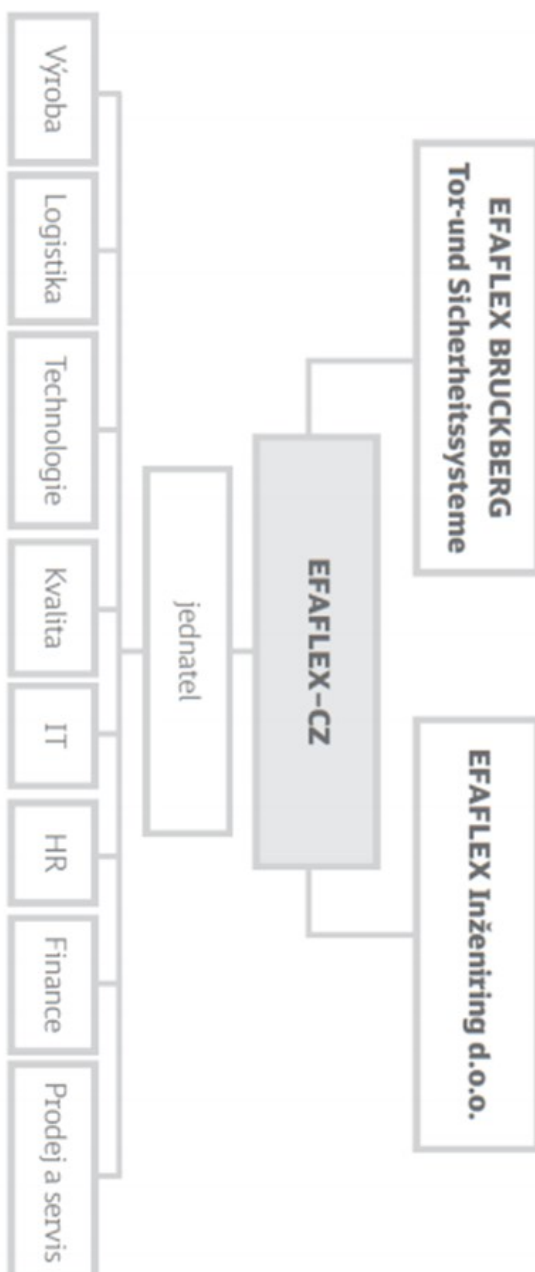 EFAFLEX BRUCKBERG
Tor-und Sicherheitssysteme
EFAFLEX Inženiring d.o.o.
EFAFLEX–CZ
jednatel
Výroba
Logistika
Technologie
Kvalita
IT
HR
Finance
Prodej a servis